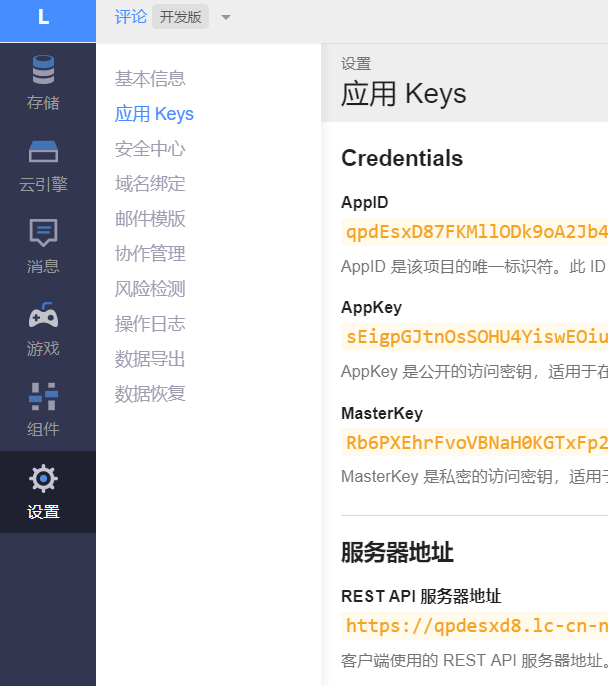 L
评论 开发版
存储
云引擎
消息
游戏
组件
设置
基本信息
应用 Keys
安全中心
域名绑定
邮件模版
协作管理
风险检测
操作日志
数据导出
数据恢复
设置
应用 Keys
Credentials
AppID
qpdEsxD87FKMllODk9oA2Jb4
AppID 是该项目的唯一标识符。此 ID
AppKey
sEigpGJtnOsSOHU4YiswEOiu
AppKey 是公开的访问密钥，适用于在
MasterKey
Rb6PXEhrFvoVBNaH0KGTxFp2
MasterKey 是私密的访问密钥，适用于
服务器地址
REST API 服务器地址
https://qpdesxd8.lc-cn-n
客户端使用的 REST API 服务器地址。